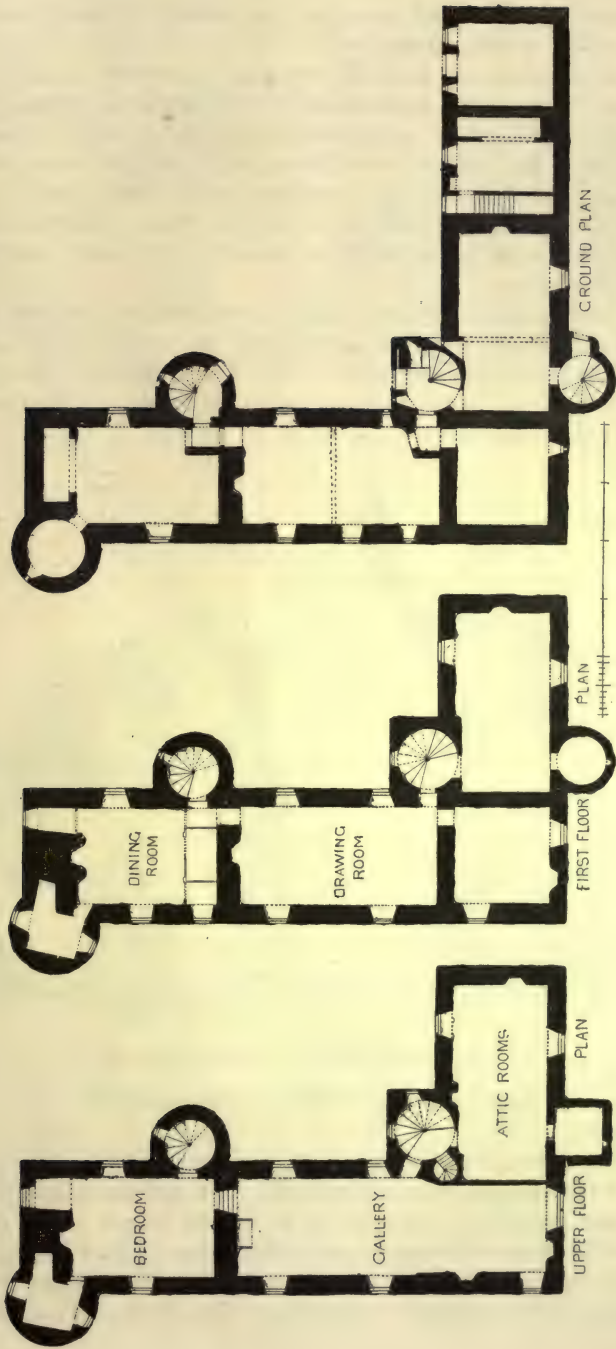 GROUND PLAN
DINING
ROOM
DRAWING
ROOM
FIRST FLOOR PLAN
BEDROOM
GALLERY
ATTIC ROOMS
UPPER FLOOR PLAN